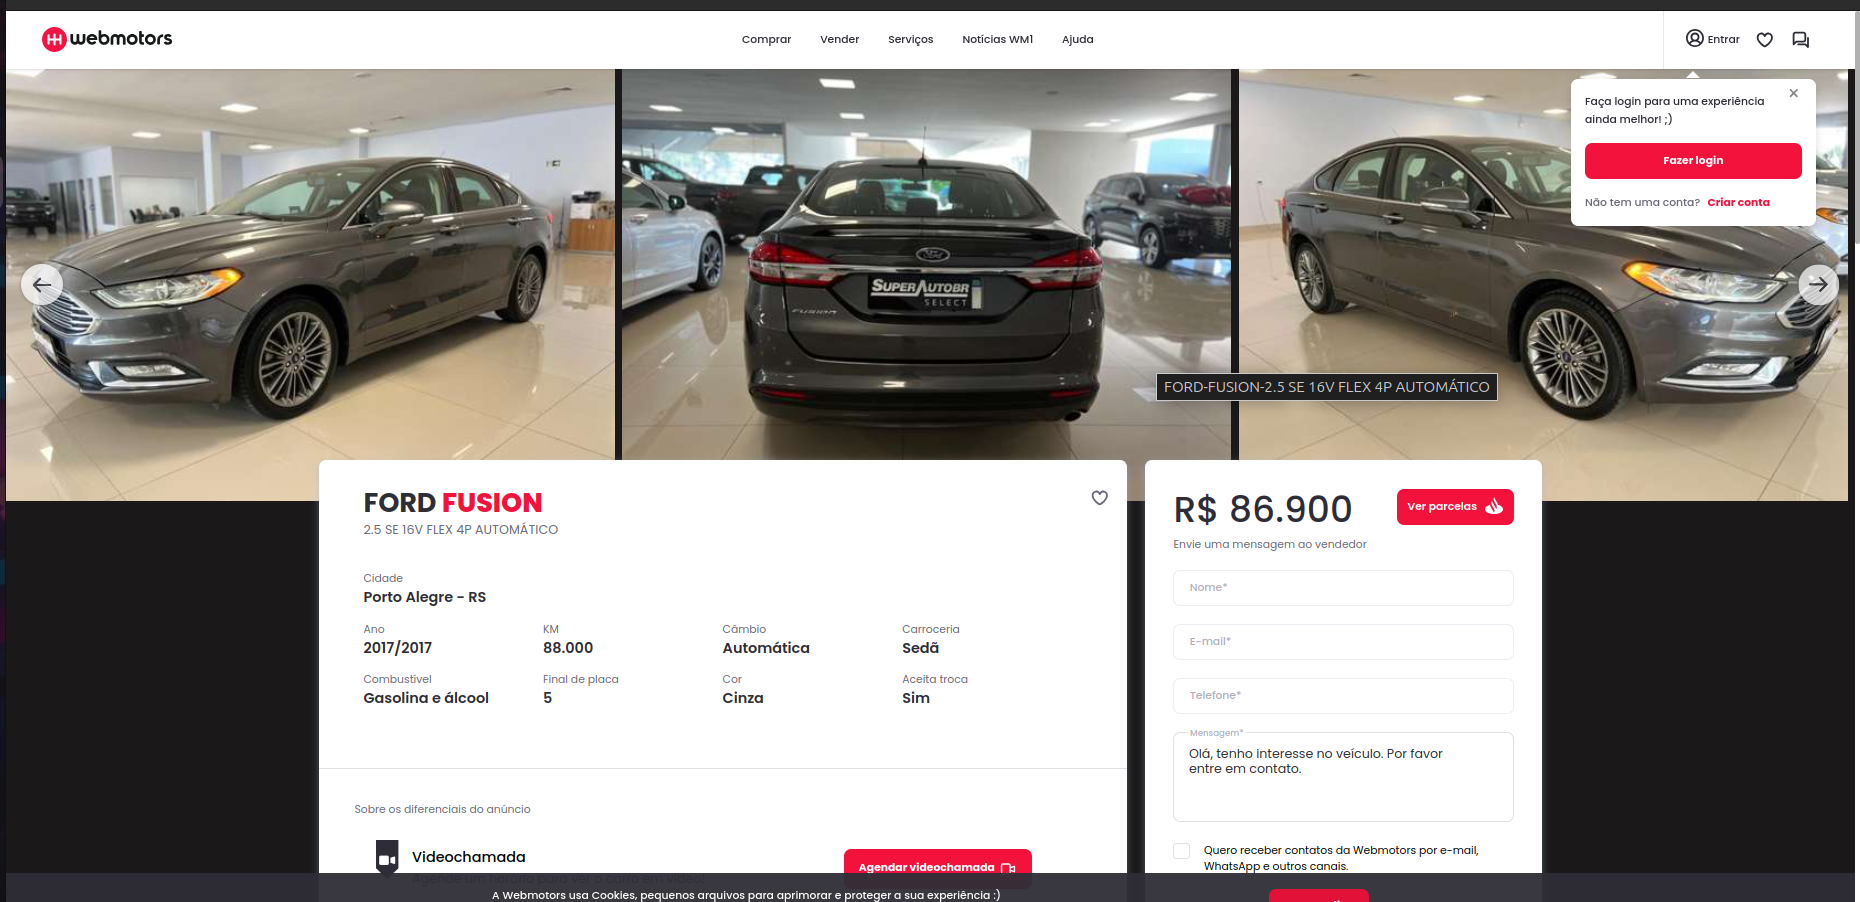 webmotors
Comprar
Vender
Serviços
Notícias WM1
Ajuda
Entrar
Faça login para uma experiência
ainda melhor! ;)
Fazer login
Não tem uma conta? Criar conta
Ford
SUPERAUTOBR
SELECT
FUSION
FORD-FUSION-2.5 SE 16V FLEX 4P AUTOMÁTICO
FORD FUSION
2.5 SE 16V FLEX 4P AUTOMÁTICO
Cidade
Porto Alegre - RS
Ano
2017/2017
KM
88.000
Câmbio
Automática
Carroceria
Sedã
Combustível
Gasolina e álcool
Final de placa
5
Cor
Cinza
Aceita troca
Sim
Sobre os diferenciais do anúncio
Videochamada
Agendar videochamada
R$ 86.900
Ver parcelas
Envie uma mensagem ao vendedor
Nome*
E-mail*
Telefone*
Mensagem*
Olá, tenho interesse no veículo. Por favor
entre em contato.
Quero receber contatos da Webmotors por e-mail,
WhatsApp e outros canais.
A Webmotors usa Cookies, pequenos arquivos para aprimorar e proteger a sua experiência :)